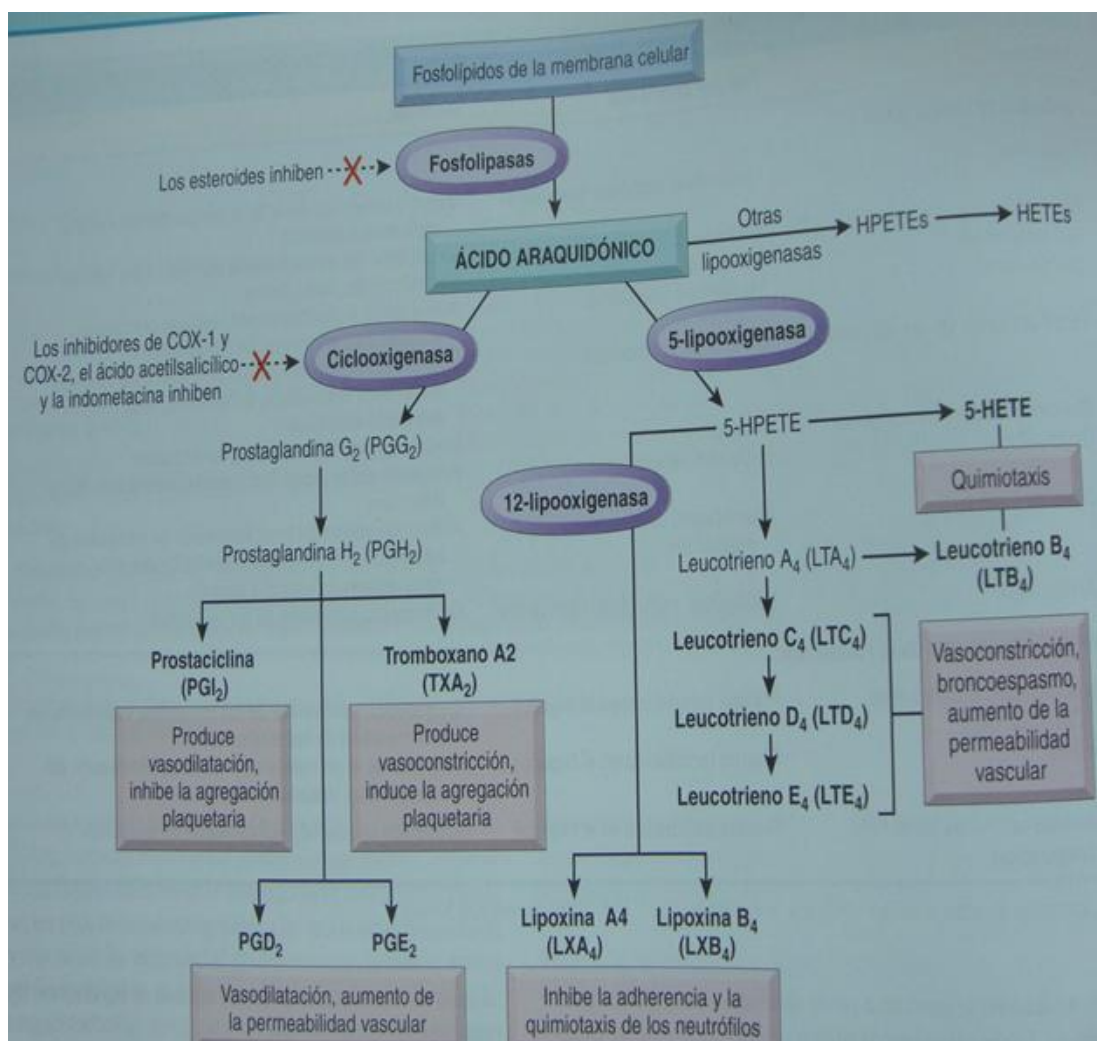 Fosfolípidos de la membrana celular
Los esteroides inhiben
Fosfolipasas
ÁCIDO ARAQUIDÓNICO
Otras
lipooxigenasas
HPETEs
HETEs
Los inhibidores de COX-1 y
COX-2, el ácido acetilsalicílico
y la indometacina inhiben
Ciclooxigenasa
5-lipooxigenasa
Prostaglandina G₂ (PGG₂)
5-HPETE
5-HETE
Quimiotaxis
12-lipooxigenasa
Prostaglandina H₂ (PGH₂)
Leucotrieno A₄ (LTA₄)
Leucotrieno B₄
(LTB₄)
Prostaciclina
(PGI₂)
Tromboxano A2
(TXA₂)
Leucotrieno C₄ (LTC₄)
Leucotrieno D₄ (LTD₄)
Leucotrieno E₄ (LTE₄)
Vasoconstricción,
broncoespasmo,
aumento de la
permeabilidad
vascular
Produce
vasodilatación,
inhibe la agregación
plaquetaria
Produce
vasoconstricción,
induce la agregación
plaquetaria
PGD₂
PGE₂
Vasodilatación, aumento de
la permeabilidad vascular
Lipoxina A4
(LXA₄)
Lipoxina B₄
(LXB₄)
Inhibe la adherencia y la
quimiotaxis de los neutrófilos